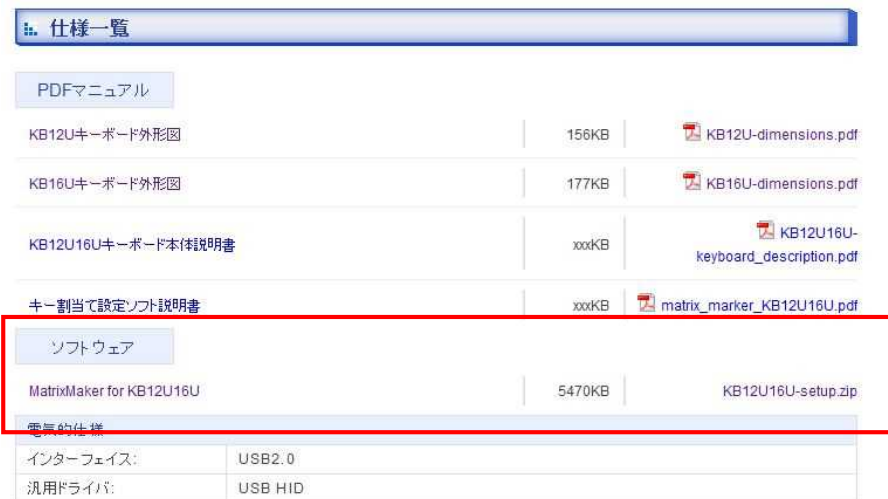 仕様一覧
PDFマニュアル
KB12Uキーボード外形図 156KB KB12U-dimensions.pdf
KB16Uキーボード外形図 177KB KB16U-dimensions.pdf
KB12U16Uキーボード本体説明書 xxxKB KB12U16U-
keyboard_description.pdf
キー割当て設定ソフト説明書 xxxKB matrix_marker_KB12U16U.pdf
ソフトウェア
MatrixMaker for KB12U16U 5470KB KB12U16U-setup.zip
電気的仕様
インターフェイス: USB2.0
汎用ドライバ: USB HID